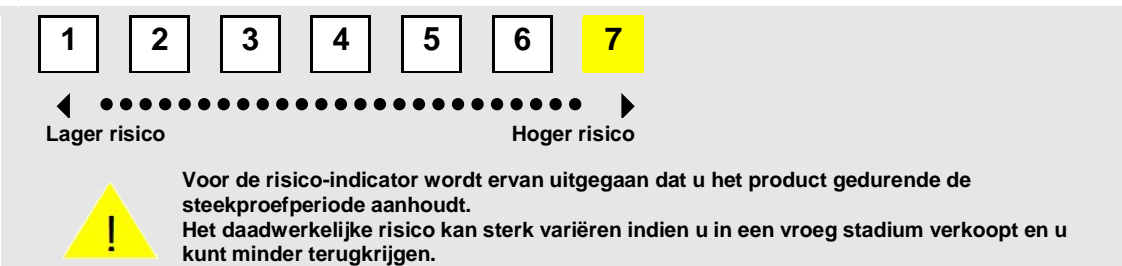 1 2 3 4 5 6 7
Lager risico Hoger risico
Voor de risico-indicator wordt ervan uitgegaan dat u het product gedurende de
steekproefperiode aanhoudt.
Het daadwerkelijke risico kan sterk variëren indien u in een vroeg stadium verkoopt en u
kunt minder terugkrijgen.
!